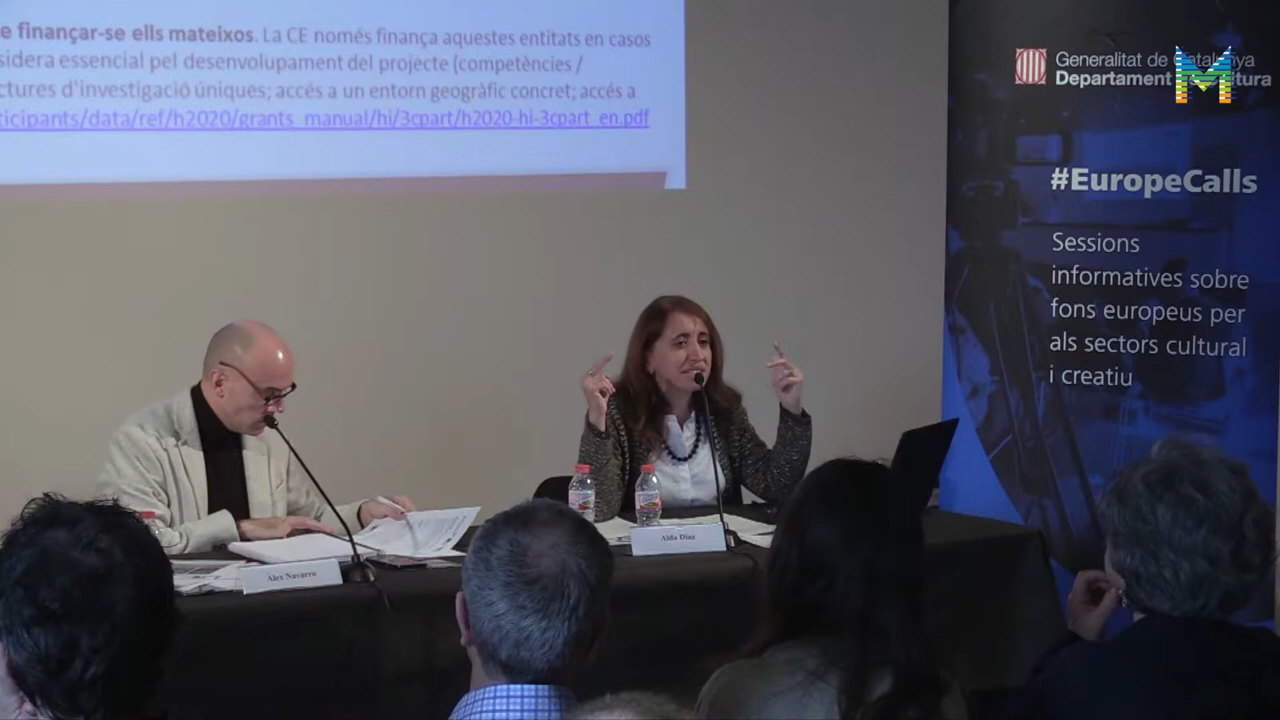 e finançar-se ells mateixos. La CE només finança aquestes entitats en casos
sidera essencial pel desenvolupament del projecte (competències /
ctures d'investigació úniques; accés a un entorn geogràfic concret; accés a
ticipants/data/ref/h2020/grants_manual/hi/3cpart/h2020-hi-3cpart_en.pdf
Generalitat de Catalunya
Departament
M
#EuropeCalls
Sessions
informatives sobre
fons europeus per
als sectors cultural
i creatiu
Àlex Navarro
Alda Díaz